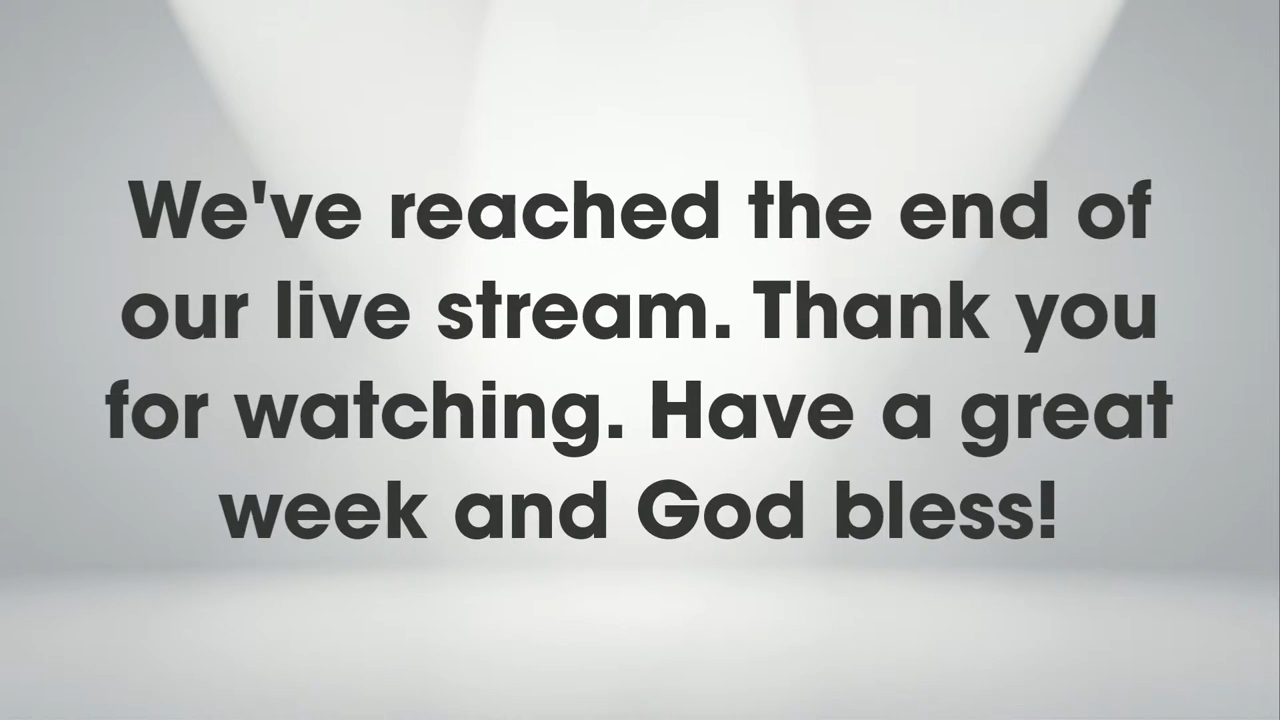 We've reached the end of
our live stream. Thank you
for watching. Have a great
week and God bless!